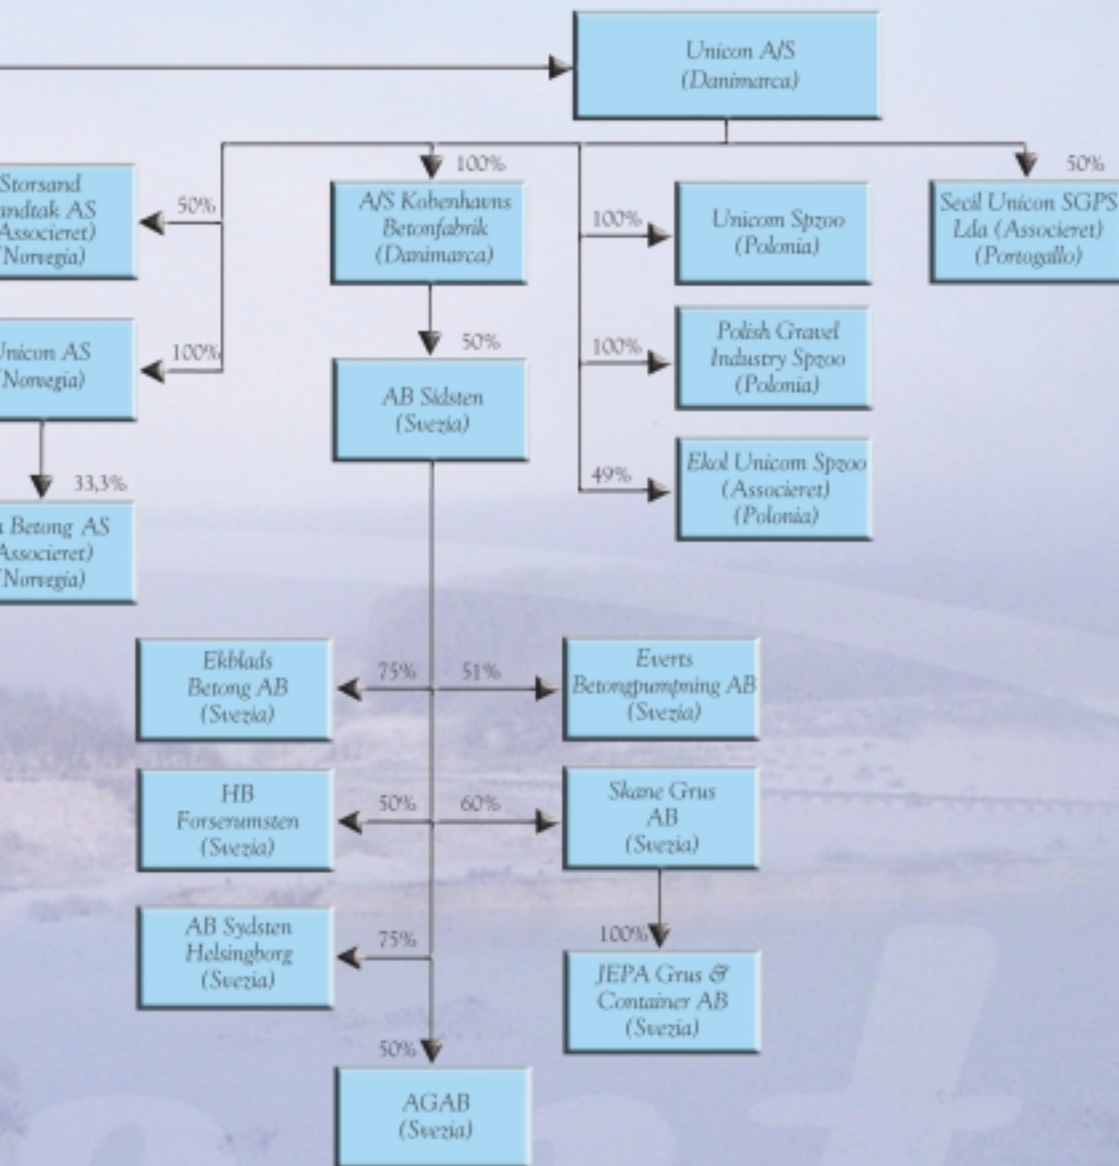 Unicon A/S
(Danimarca)
50%
Storsand
AS
Associeret)
(Norvegia)
100%
A/S Kobenhavns
Betonfabrik
(Danimarca)
100%
Unicom Spzoo
(Polonia)
50%
Secil Unicon SGPS
Lda (Associeret)
(Portogallo)
100%
Unicon AS
(Norvegia)
50%
AB Sidsten
(Svezia)
100%
Polish Gravel
Industry Spzoo
(Polonia)
49%
Ekol Unicom Spzoo
(Associeret)
(Polonia)
33,3%
Betong AS
Associeret)
(Norvegia)
75%
Ekblads
Betong AB
(Svezia)
51%
Everts
Betongpumpning AB
(Svezia)
50%
HB
Forserumsten
(Svezia)
60%
Skane Grus
AB
(Svezia)
75%
AB Sydsten
Helsingborg
(Svezia)
100%
JEPA Grus &
Container AB
(Svezia)
50%
AGAB
(Svezia)